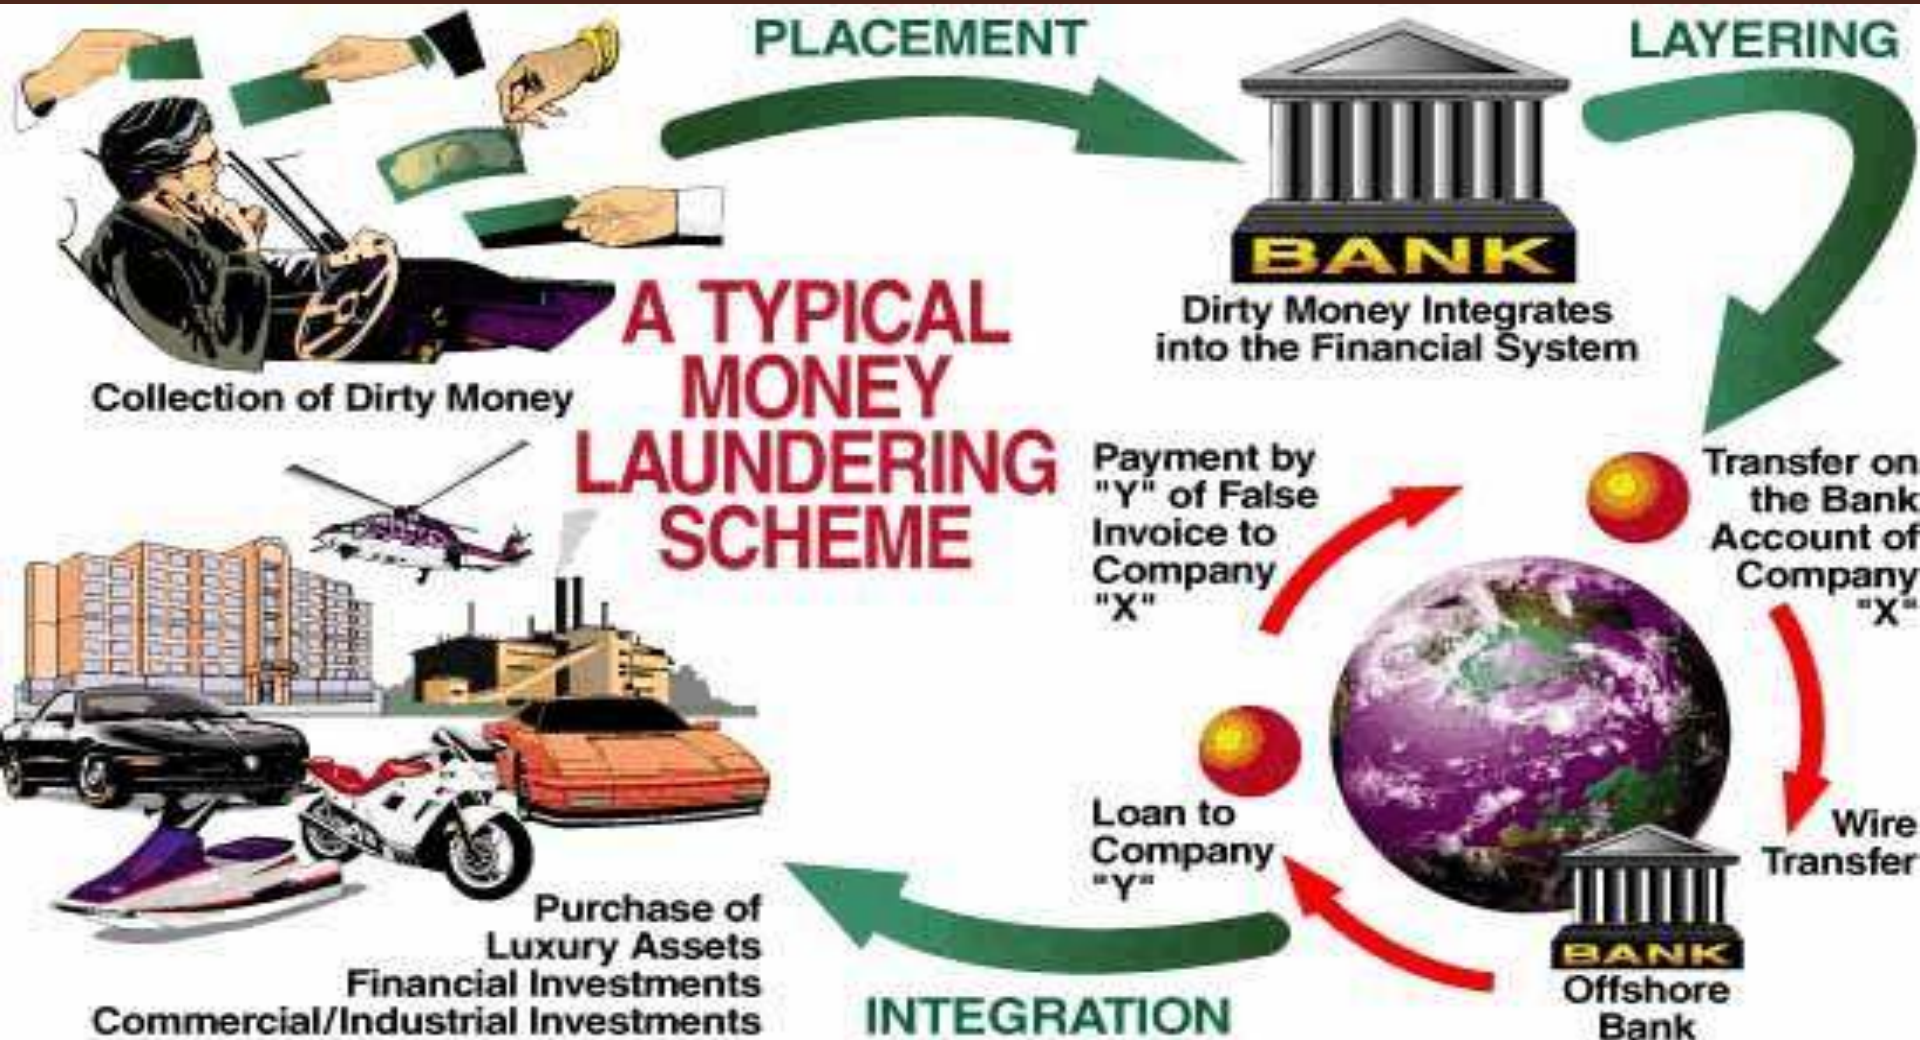 PLACEMENT
LAYERING
BANK
Dirty Money Integrates
into the Financial System
Collection of Dirty Money
A TYPICAL
MONEY
LAUNDERING
SCHEME
Payment by
"Y" of False
Invoice to
Company
"X"
Transfer on
the Bank
Account of
Company
"X"
Wire
Transfer
Loan to
Company
"Y"
BANK
Offshore
Bank
Purchase of
Luxury Assets
Financial Investments
Commercial/Industrial Investments
INTEGRATION